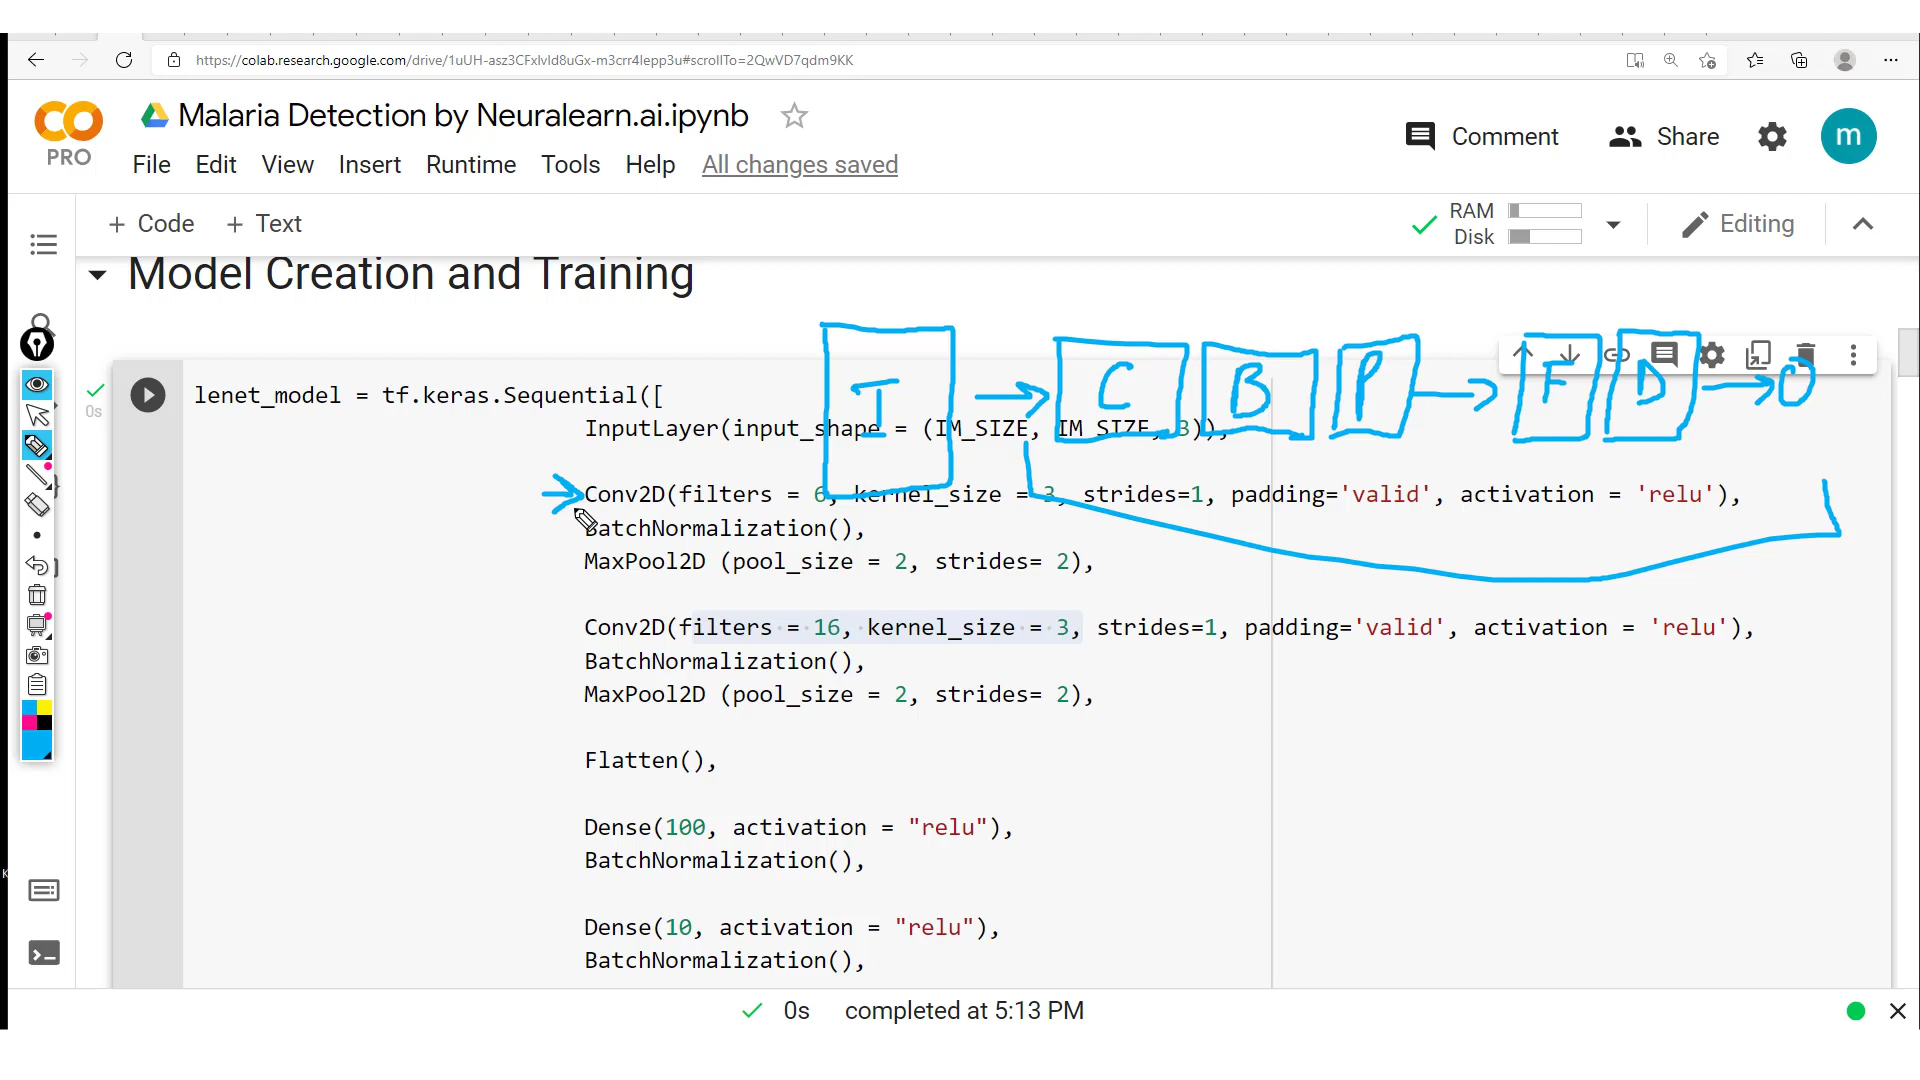 https://colab.research.google.com/drive/1uUH-asz3CFxlvld8uGx-m3crr4lepp3u#scrollTo=2QwVD7qdm9KK
PRO
Malaria Detection by Neuralearn.ai.ipynb
File Edit View Insert Runtime Tools Help All changes saved
Comment Share m
+ Code + Text
RAM
Disk
Editing
Model Creation and Training
I C B P F D O
0s
lenet_model = tf.keras.Sequential([
InputLayer(input_shape = (IM_SIZE, IM_SIZE, 3)),
Conv2D(filters = 6, kernel_size = 3, strides=1, padding='valid', activation = 'relu'),
BatchNormalization(),
MaxPool2D (pool_size = 2, strides= 2),
Conv2D(filters = 16, kernel_size = 3, strides=1, padding='valid', activation = 'relu'),
BatchNormalization(),
MaxPool2D (pool_size = 2, strides= 2),
Flatten(),
Dense(100, activation = "relu"),
BatchNormalization(),
Dense(10, activation = "relu"),
BatchNormalization(),
0s completed at 5:13 PM